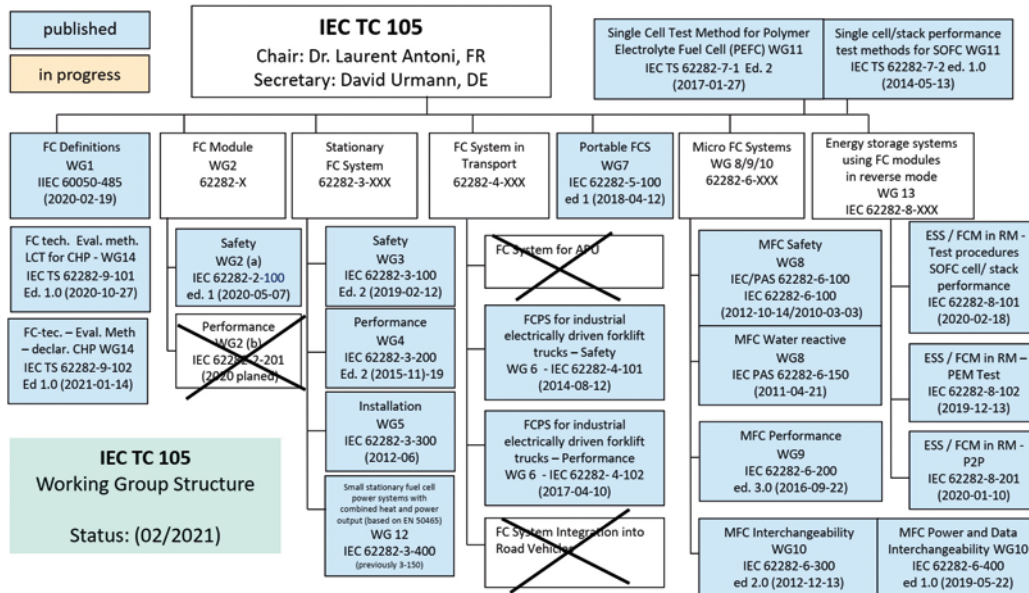 published
in progress
IEC TC 105
Chair: Dr. Laurent Antoni, FR
Secretary: David Urmann, DE
Single Cell Test Method for Polymer
Electrolyte Fuel Cell (PEFC) WG11
IEC TS 62282-7-1 Ed. 2
(2017-01-27)
Single cell/stack performance
test methods for SOFC WG11
IEC TS 62282-7-2 ed. 1.0
(2014-05-13)
FC Definitions
WG1
IIEC 60050-485
(2020-02-19)
FC Module
WG2
62282-X
Stationary
FC System
62282-3-XXX
FC System in
Transport
62282-4-XXX
Portable FCS
WG7
IEC 62282-5-100
ed 1 (2018-04-12)
Micro FC Systems
WG 8/9/10
62282-6-XXX
Energy storage systems
using FC modules
in reverse mode
WG 13
IEC 62282-8-XXX
FC tech. Eval. meth.
LCT for CHP - WG14
IEC TS 62282-9-101
Ed. 1.0 (2020-10-27)
FC-tec. – Eval. Meth
– declar. CHP WG14
IEC TS 62282-9-102
Ed 1.0 (2021-01-14)
Safety
WG2 (a)
IEC 62282-2-100
ed. 1 (2020-05-07)
Performance
WG2 (b)
IEC 62282-2-201
(2020 planed)
Safety
WG3
IEC 62282-3-100
Ed. 2 (2019-02-12)
Performance
WG4
IEC 62282-3-200
Ed. 2 (2015-11)-19
Installation
WG5
IEC 62282-3-300
(2012-06)
Small stationary fuel cell
power systems with
combined heat and power
output (based on EN 50465)
WG 12
IEC 62282-3-400
(previously 3-150)
FC System for APU
FCPS for industrial
electrically driven forklift
trucks – Safety
WG 6 - IEC 62282-4-101
(2014-08-12)
FCPS for industrial
electrically driven forklift
trucks – Performance
WG 6 - IEC 62282- 4-102
(2017-04-10)
FC System Integration into
Road Vehicles
MFC Safety
WG8
IEC/PAS 62282-6-100
IEC 62282-6-100
(2012-10-14/2010-03-03)
MFC Water reactive
WG8
IEC PAS 62282-6-150
(2011-04-21)
MFC Performance
WG9
IEC 62282-6-200
ed. 3.0 (2016-09-22)
MFC Interchangeability
WG10
IEC 62282-6-300
ed 2.0 (2012-12-13)
MFC Power and Data
Interchangeability WG10
IEC 62282-6-400
ed 1.0 (2019-05-22)
ESS / FCM in RM -
Test procedures
SOFC cell/ stack
performance
IEC 62282-8-101
(2020-02-18)
ESS / FCM in RM –
PEM Test
IEC 62282-8-102
(2019-12-13)
ESS / FCM in RM -
P2P
IEC 62282-8-201
(2020-01-10)
IEC TC 105
Working Group Structure
Status: (02/2021)